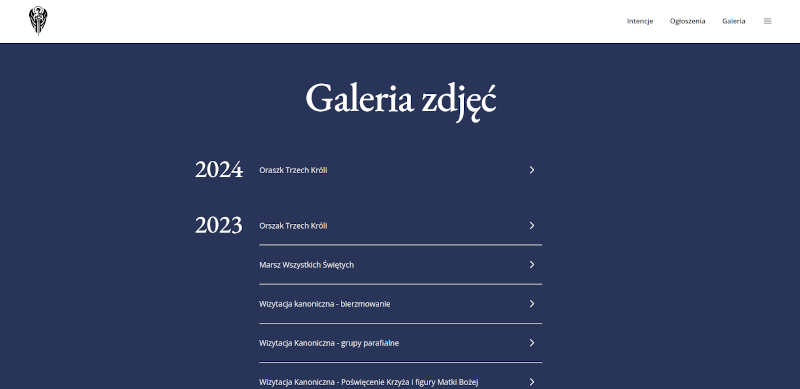 Intencje Ogłoszenia Galeria
Galeria zdjęć
2024 Oraszk Trzech Króli
2023 Orszak Trzech Króli
Marsz Wszystkich Świętych
Wizytacja kanoniczna - bierzmowanie
Wizytacja Kanoniczna - grupy parafialne
Wizytacja Kanoniczna - Poświęcenie Krzyża i figury Matki Bożej